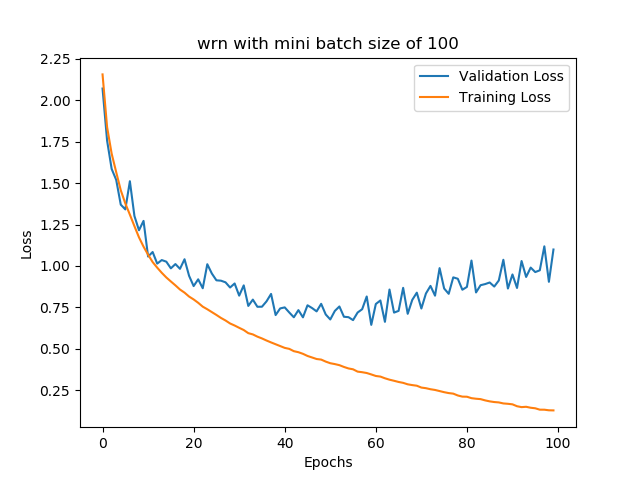 wrn with mini batch size of 100
Validation Loss
Training Loss
2.25
2.00
1.75
1.50
1.25
1.00
0.75
0.50
0.25
Loss
0 20 40 60 80 100
Epochs